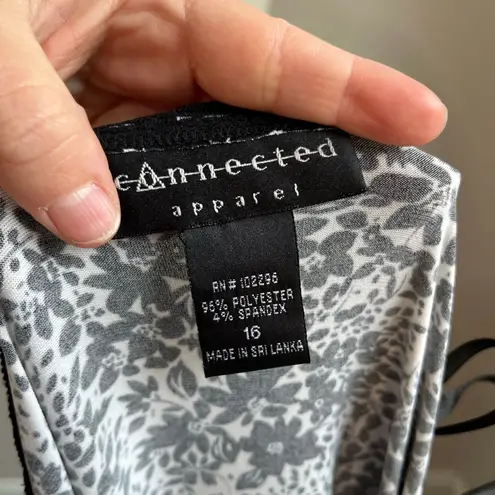 connected
apparel
RN# 102296
96% POLYESTER
4% SPANDEX
16
MADE IN SRI LANKA